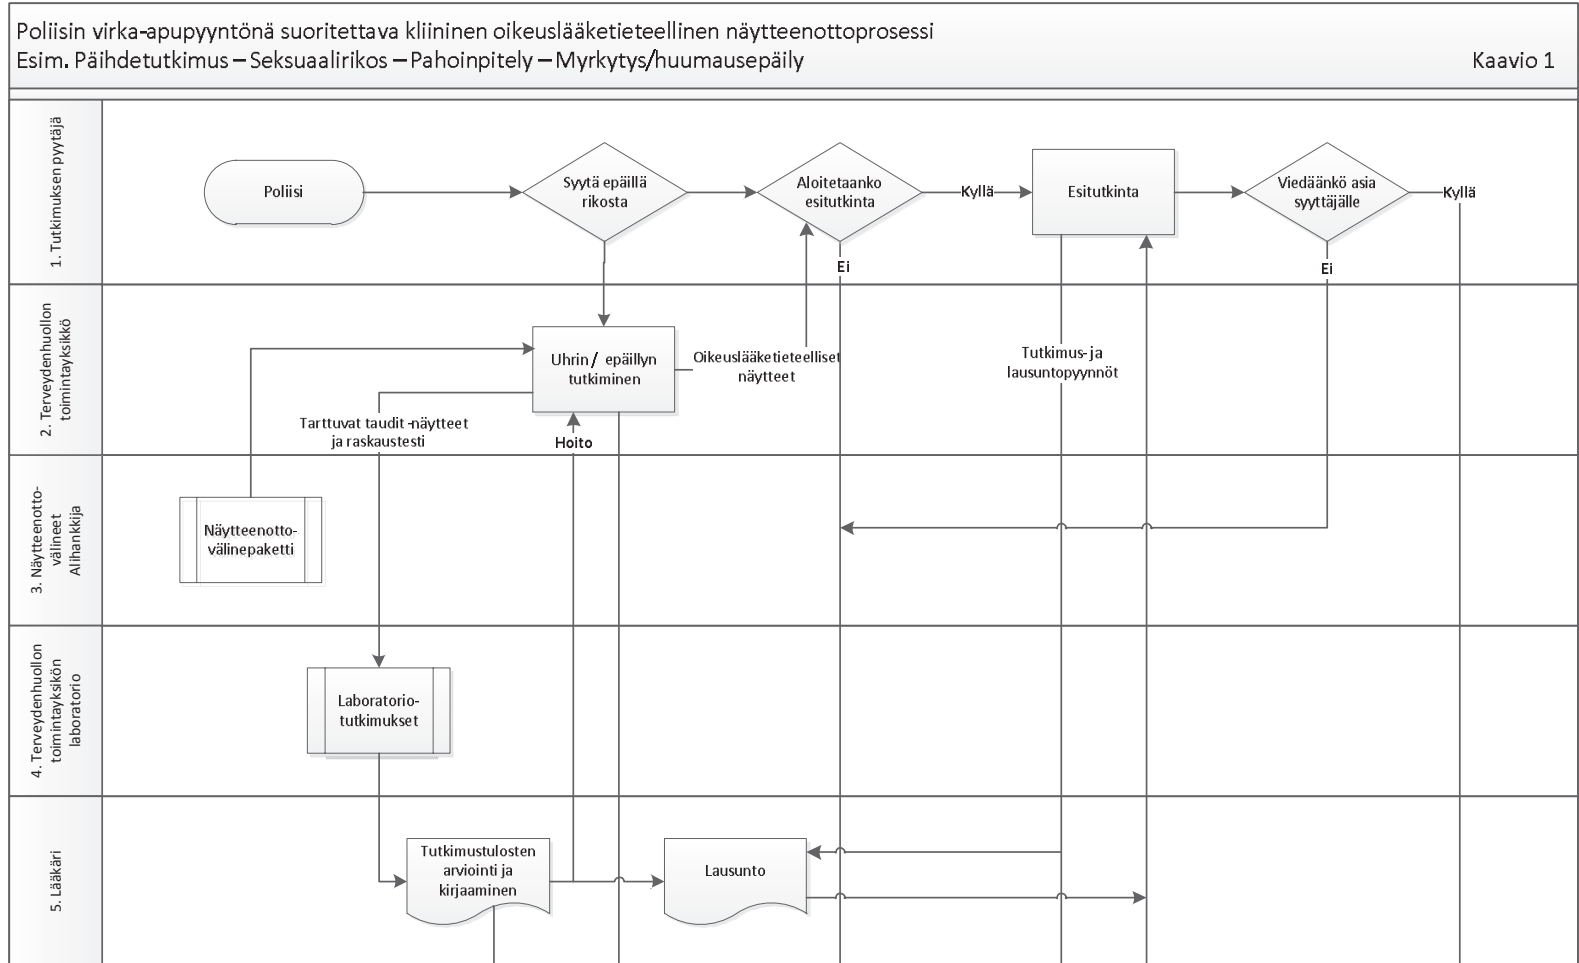 Poliisin virka-apupyyntönä suoritettava kliininen oikeuslääketieteellinen näytteenottoprosessi
Esim. Päihdetutkimus – Seksuaalirikos – Pahoinpitely – Myrkytys/huumausepäily
Kaavio 1
1. Tutkimuksen pyytäjä
Poliisi
Syytä epäillä
rikosta
Aloitetaanko
esitutkinta
Kyllä
Esitutkinta
Viedäänkö asia
syyttäjälle
Kyllä
Ei
Ei
2. Terveydenhuollon
toimintayksikkö
Uhrin/ epäillyn
tutkiminen
Oikeuslääketieteelliset
näytteet
Tutkimus- ja
lausuntopyynnöt
Tarttuvat taudit -näytteet
ja raskaustesti
Hoito
3. Näytteenotto-
välineet
Alihankkija
Näytteenotto-
välinepaketti
4. Terveydenhuollon
toimintayksikön
laboratorio
Laboratorio-
tutkimukset
5. Lääkäri
Tutkimustulosten
arviointi ja
kirjaaminen
Lausunto